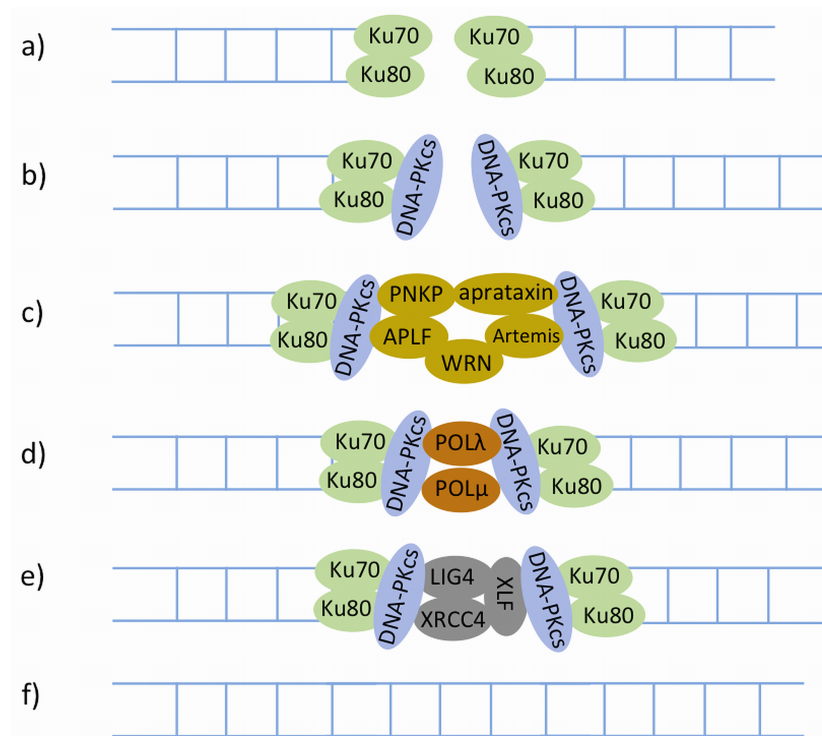 a)
Ku70 Ku70
Ku80 Ku80
b)
Ku70 DNA-PKcs DNA-PKcs Ku70
Ku80 Ku80
c)
Ku70 DNA-PKcs PNKP aprataxin DNA-PKcs Ku70
Ku80 APLF Artemis Ku80
WRN
d)
Ku70 DNA-PKcs POLλ DNA-PKcs Ku70
Ku80 POLμ Ku80
e)
Ku70 DNA-PKcs LIG4 XLF DNA-PKcs Ku70
Ku80 XRCC4 Ku80
f)